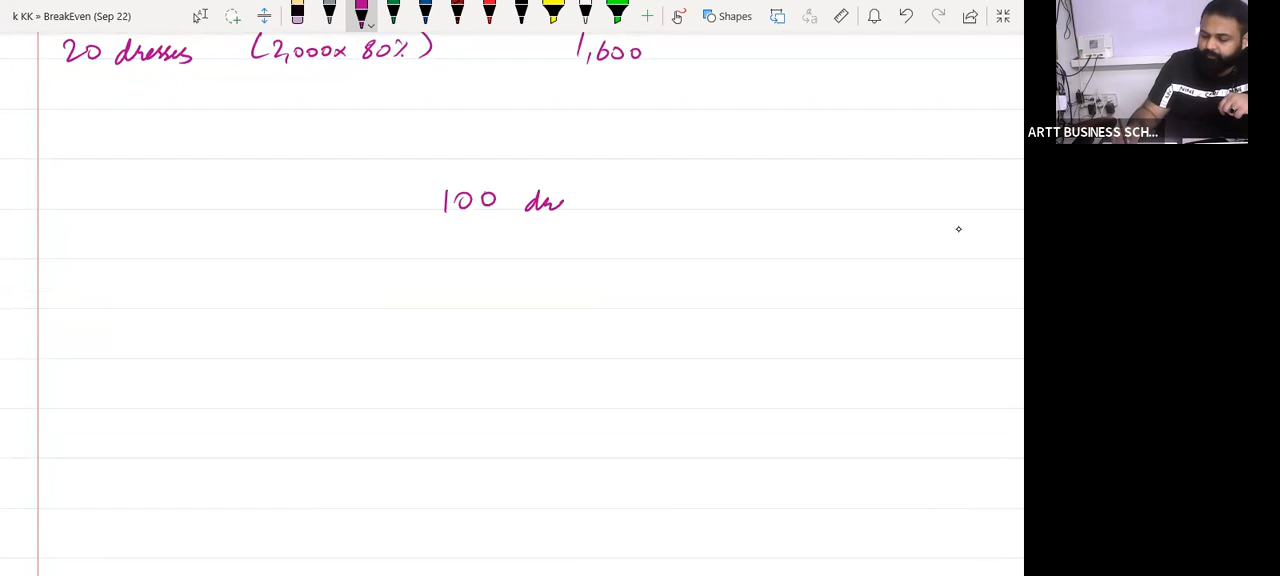 k KK » BreakEven (Sep 22)
Shapes
20 dresses (2,000x 80%) 1,600
ARTT BUSINESS SCH...
100 dr